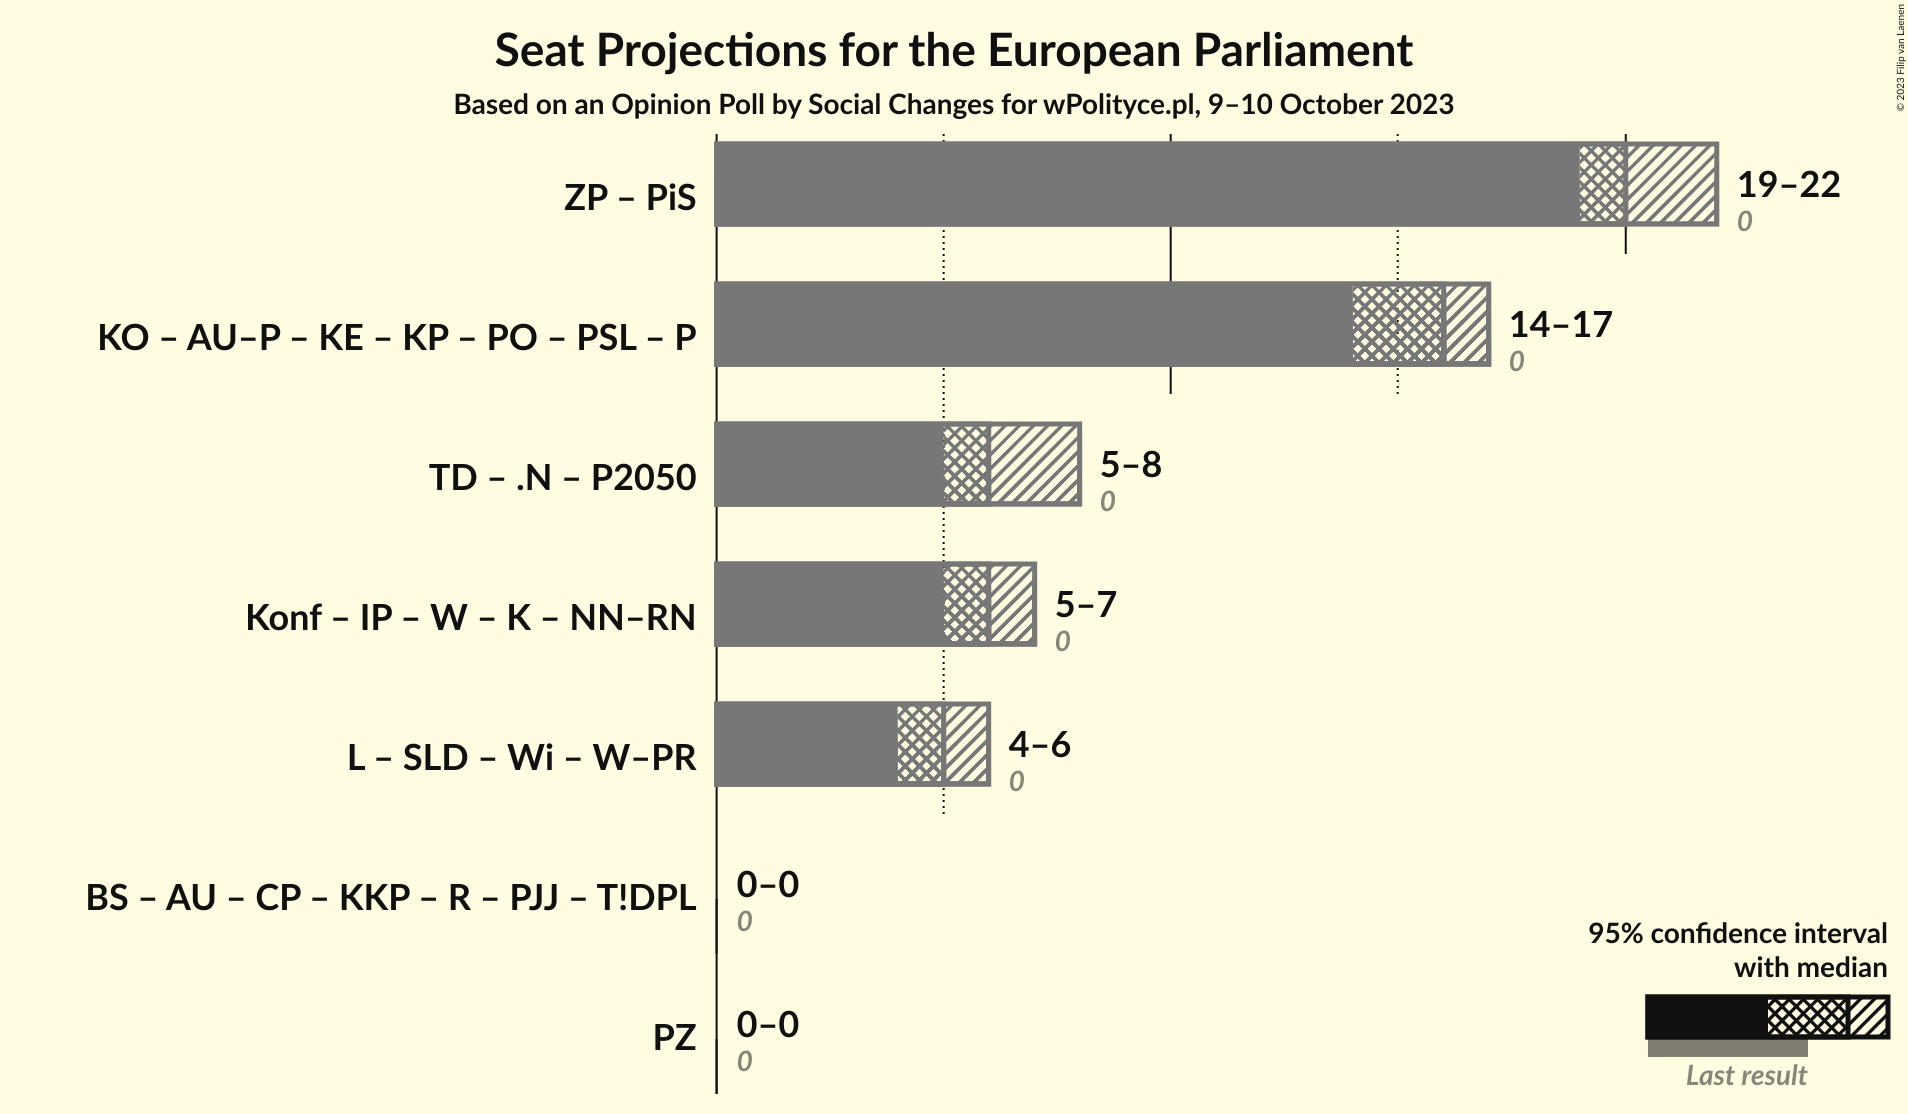 Seat Projections for the European Parliament
Based on an Opinion Poll by Social Changes for wPolityce.pl, 9–10 October 2023
© 2023 Filip van Laenen
ZP – PiS
19–22
0
KO – AU–P – KE – KP – PO – PSL – P
14–17
0
TD – .N – P2050
5–8
0
Konf – IP – W – K – NN–RN
5–7
0
L – SLD – Wi – W–PR
4–6
0
BS – AU – CP – KKP – R – PJJ – T!DPL
0–0
0
PZ
0–0
0
95% confidence interval
with median
Last result